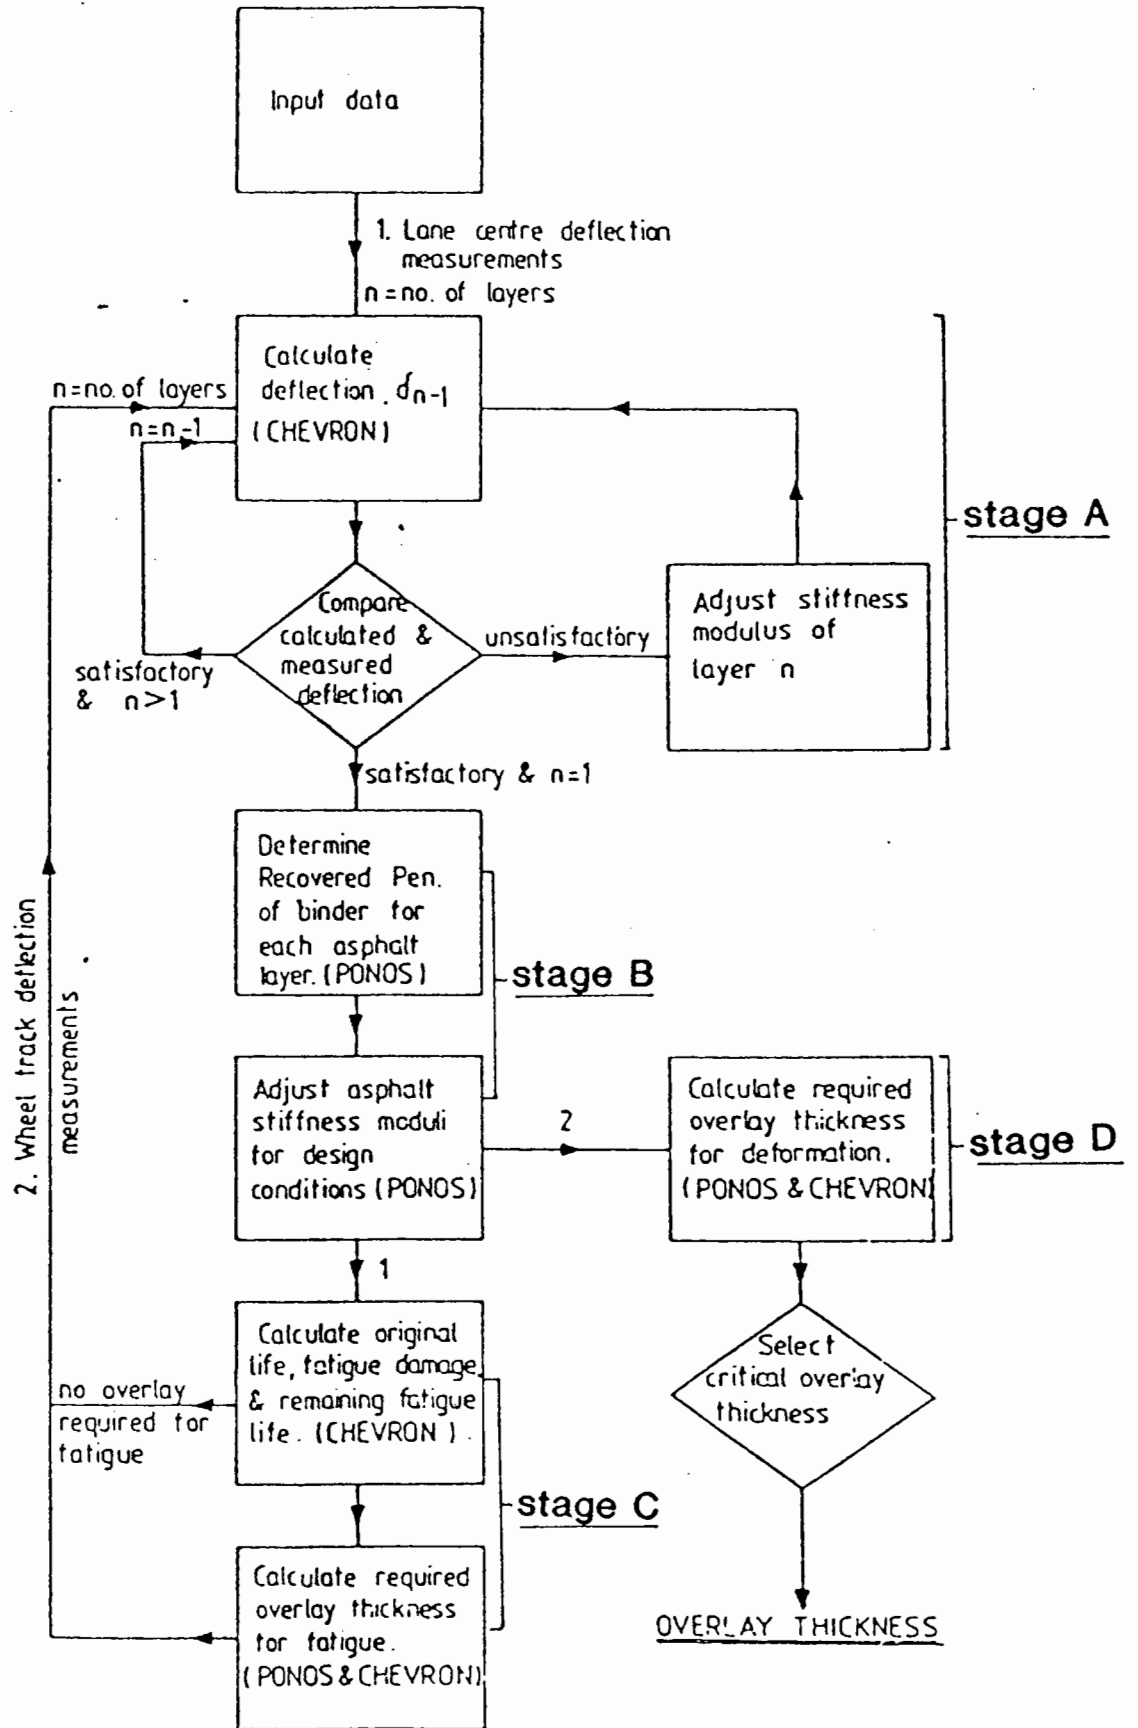 Input data
1. Lane centre deflection
measurements
n=no. of layers
Calculate
deflection. dn-1
(CHEVRON)
n=no. of layers
n=n-1
stage A
Adjust stiffness
modulus of
layer n
Compare
calculated &
measured
deflection
unsatisfactory
satisfactory
& n>1
satisfactory & n=1
Determine
Recovered Pen.
of binder for
each asphalt
layer. (PONOS)
stage B
Adjust asphalt
stiffness moduli
for design
conditions (PONOS)
2
Calculate required
overlay thickness
for deformation.
(PONOS & CHEVRON)
stage D
1
2. Wheel track deflection
measurements
Calculate original
life, fatigue damage
& remaining fatigue
life. (CHEVRON).
no overlay
required for
fatigue
stage C
Calculate required
overlay thickness
for fatigue.
(PONOS & CHEVRON)
Select
critical overlay
thickness
OVERLAY THICKNESS